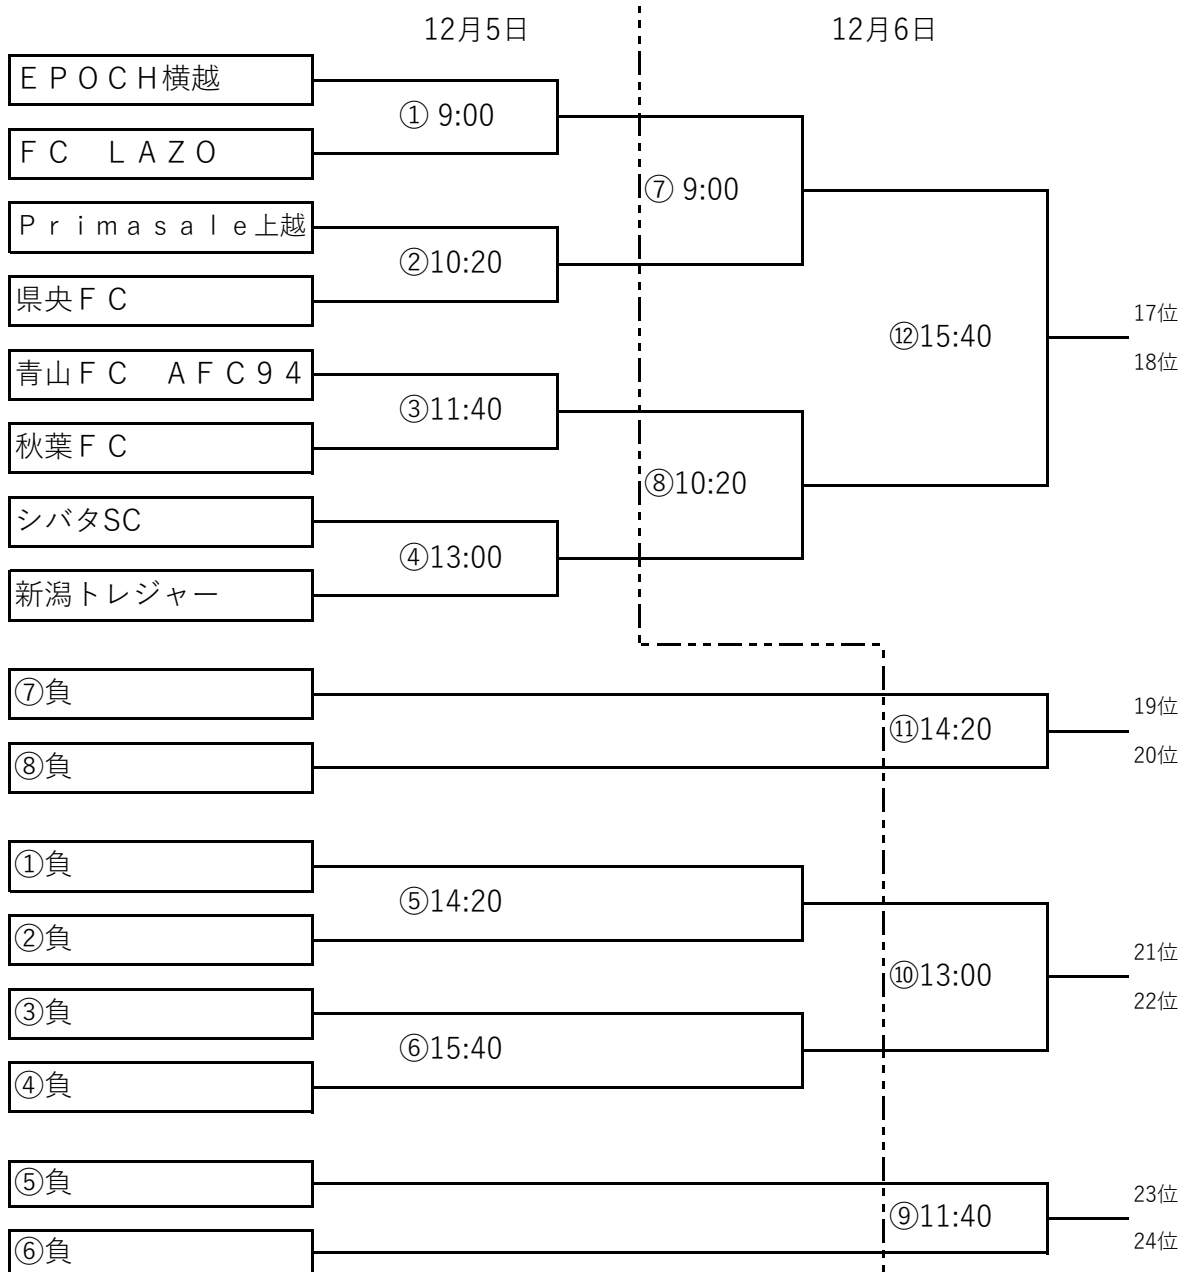 12月5日
12月6日
ＥＰＯＣＨ横越
① 9:00
ＦＣ　ＬＡＺＯ
⑦ 9:00
Ｐｒｉｍａｓａｌｅ上越
②10:20
県央ＦＣ
17位
⑫15:40
18位
青山ＦＣ　ＡＦＣ９４
③11:40
秋葉ＦＣ
⑧10:20
シバタSC
④13:00
新潟トレジャー
⑦負
19位
⑪14:20
20位
⑧負
①負
⑤14:20
②負
21位
⑩13:00
22位
③負
⑥15:40
④負
⑤負
23位
⑨11:40
24位
⑥負